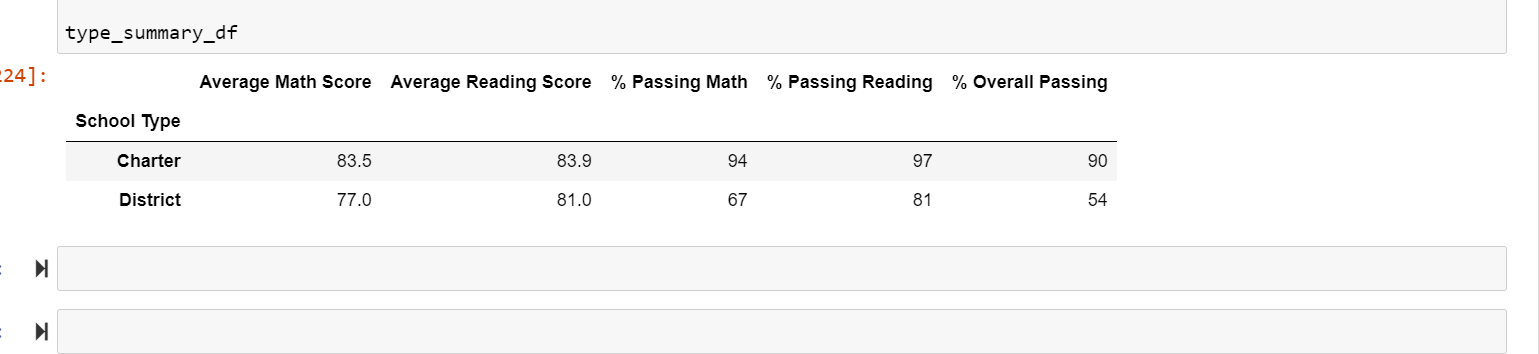 type_summary_df
224]:
Average Math Score Average Reading Score % Passing Math % Passing Reading % Overall Passing
School Type
Charter 83.5 83.9 94 97 90
District 77.0 81.0 67 81 54
:
: